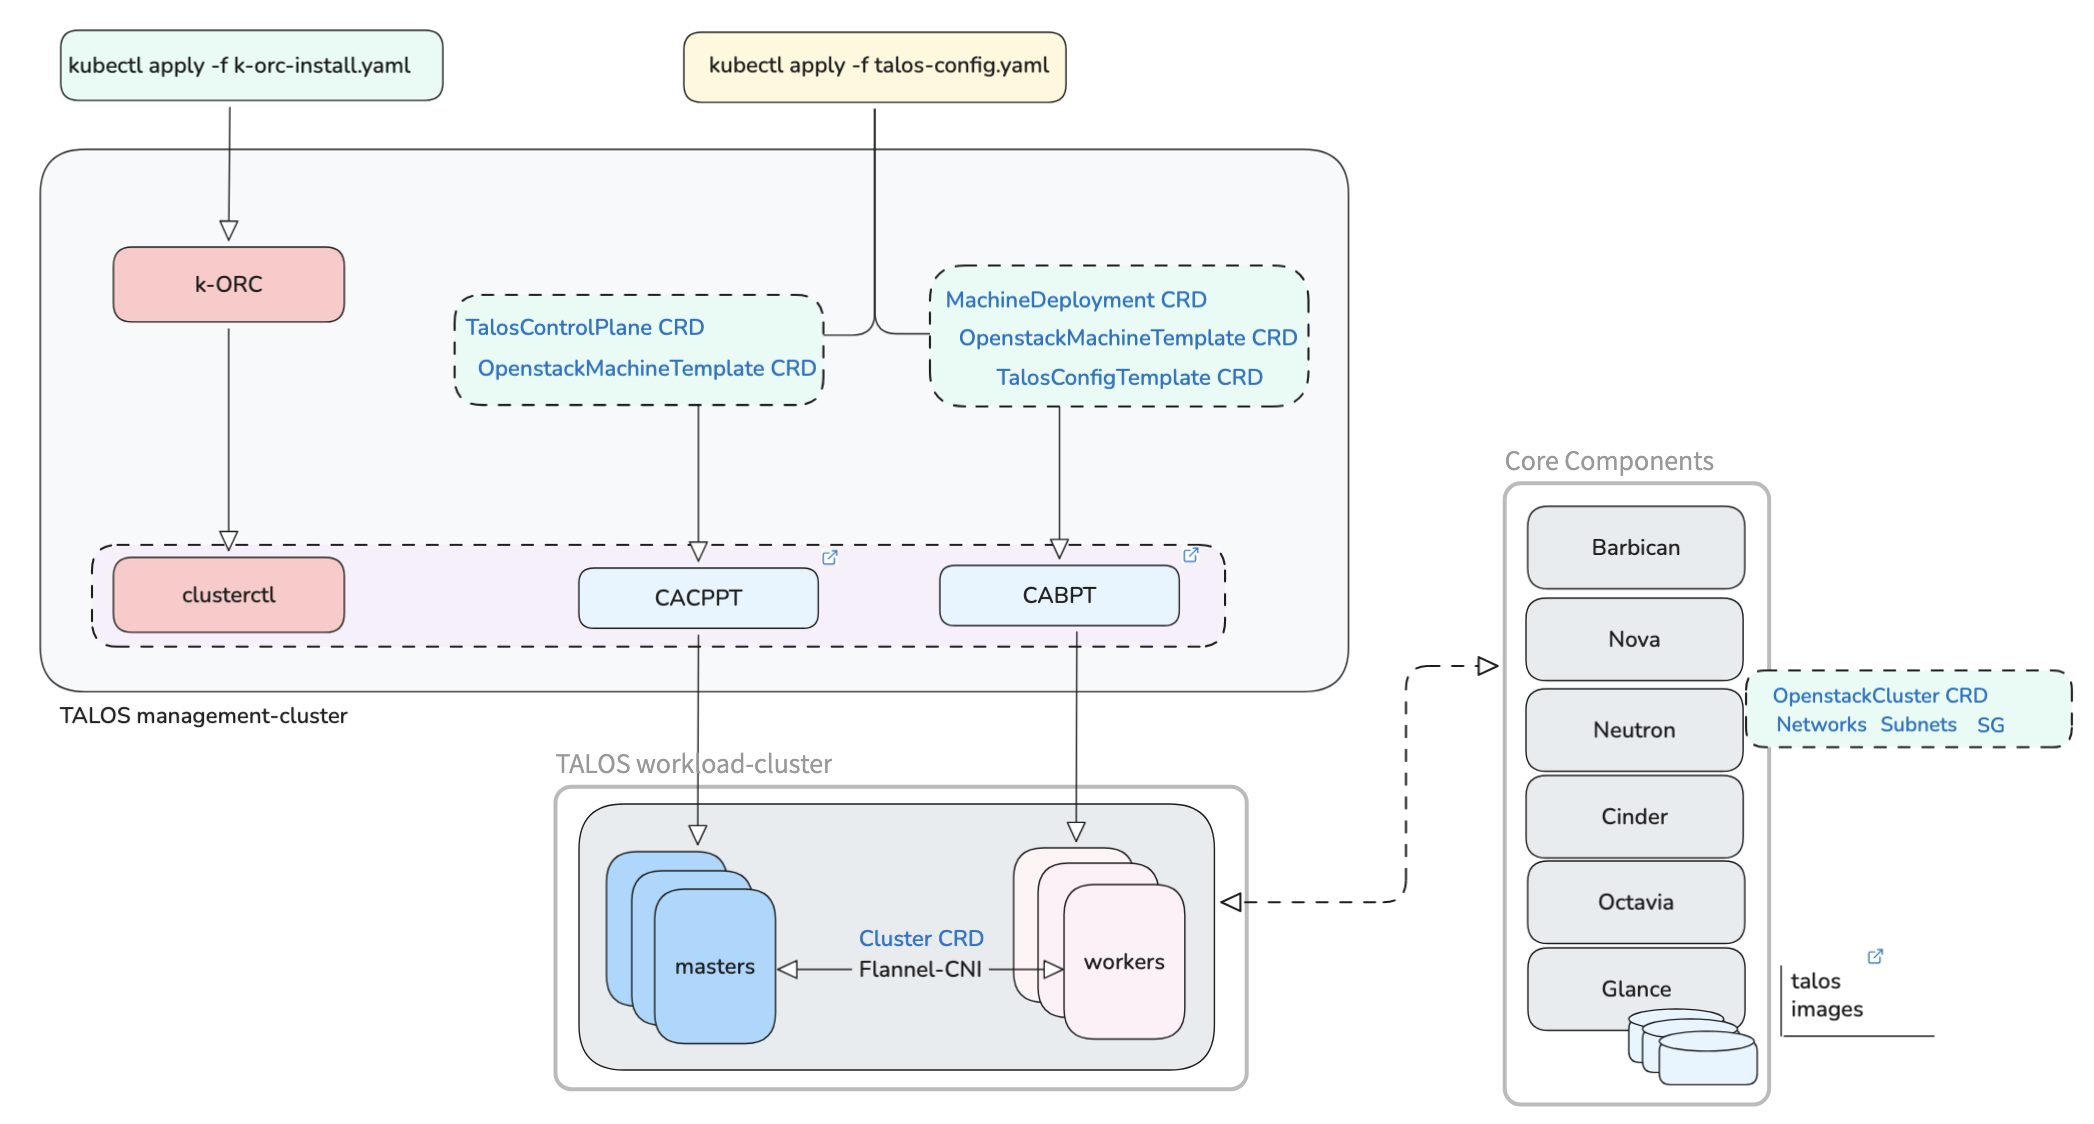 kubectl apply -f k-orc-install.yaml
kubectl apply -f talos-config.yaml
k-ORC
TalosControlPlane CRD
OpenstackMachineTemplate CRD
MachineDeployment CRD
OpenstackMachineTemplate CRD
TalosConfigTemplate CRD
clusterctl
CACPPT
CABPT
TALOS management-cluster
TALOS workload-cluster
masters
Cluster CRD
Flannel-CNI
workers
Core Components
Barbican
Nova
Neutron
OpenstackCluster CRD
Networks Subnets SG
Cinder
Octavia
Glance
talos
images